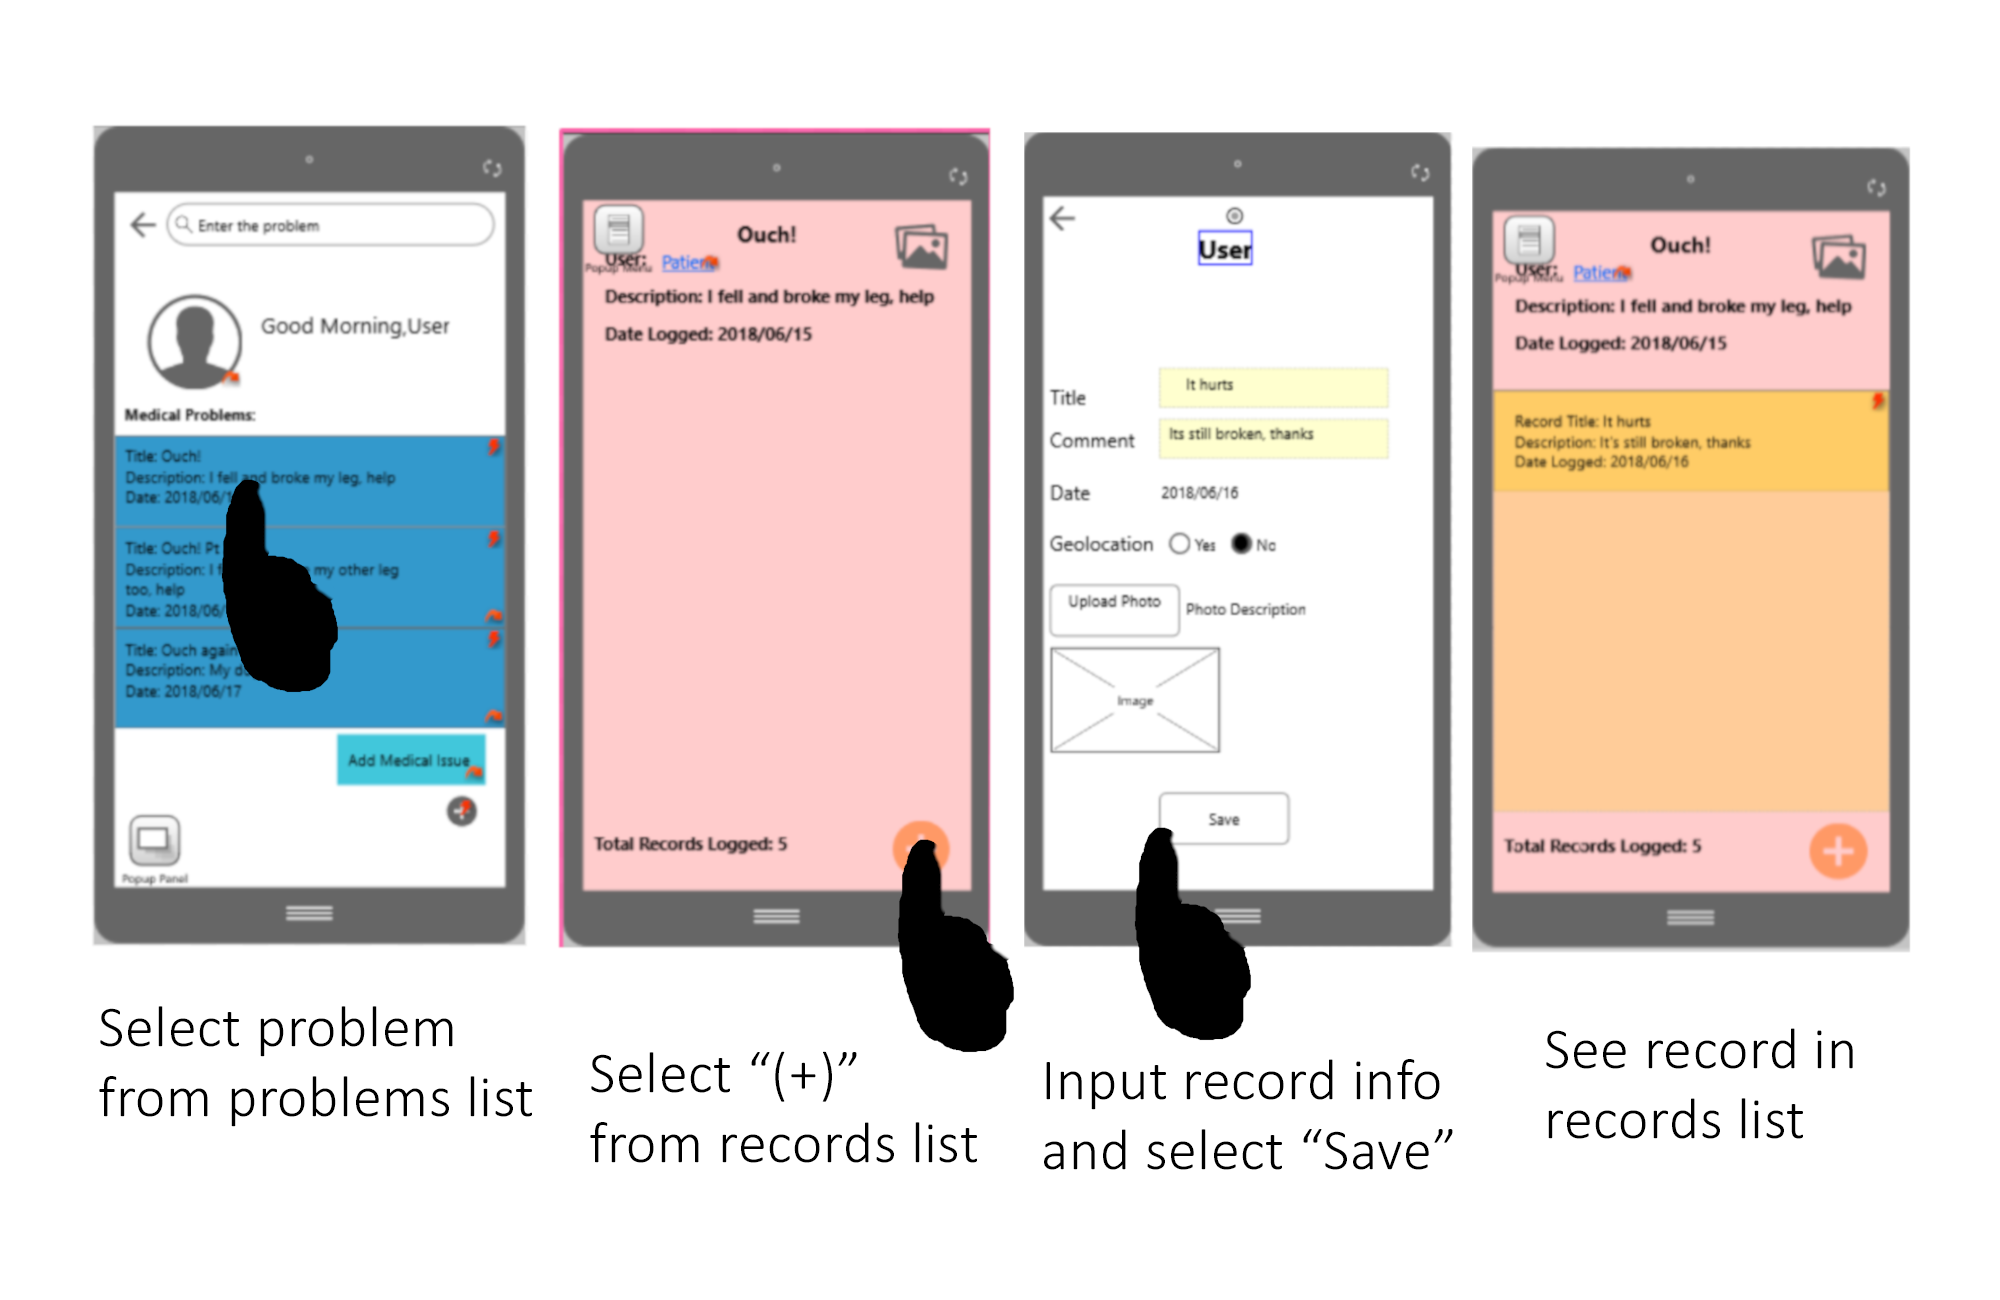 Enter the problem
Good Morning,User
Medical Problems:
Title: Ouch!
Description: I fell and broke my leg, help
Date: 2018/06/1
Title: Ouch! Pt
Description: I my other leg
too, help
Date: 2018/06/
Title: Ouch again
Description: My
Date: 2018/06/17
Add Medical Issue
Popup Panel
Select problem
from problems list
Ouch!
User: Patient
Popup Menu
Description: I fell and broke my leg, help
Date Logged: 2018/06/15
Total Records Logged: 5
Select “(+)”
from records list
User
Title It hurts
Comment Its still broken, thanks
Date 2018/06/16
Geolocation Yes No
Upload Photo Photo Description
Image
Save
Input record info
and select “Save”
Ouch!
User: Patient
Popup Menu
Description: I fell and broke my leg, help
Date Logged: 2018/06/15
Record Title: It hurts
Description: It's still broken, thanks
Date Logged: 2018/06/16
Total Records Logged: 5
See record in
records list